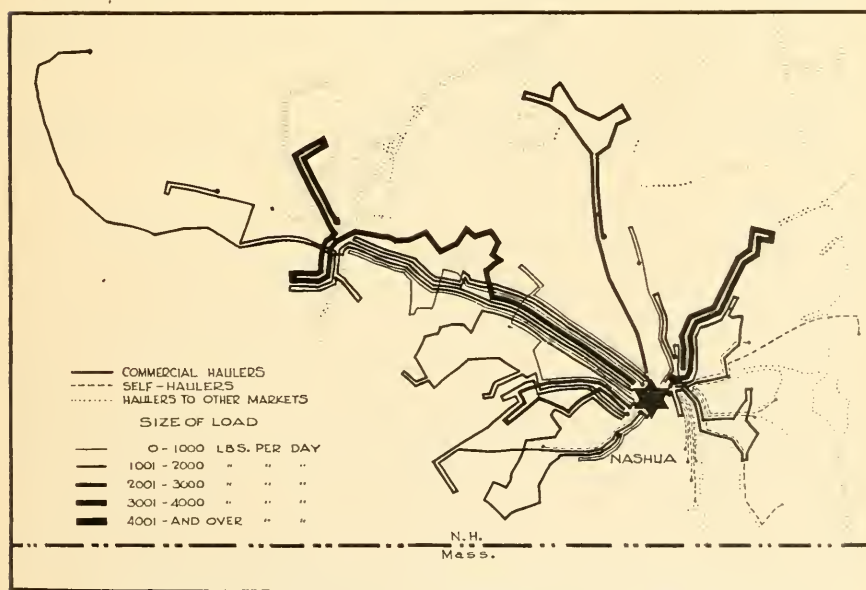 COMMERCIAL HAULERS
SELF-HAULERS
HAULERS TO OTHER MARKETS
SIZE OF LOAD
0-1000 LBS. PER DAY
1001-2000 " " "
2001-3000 " " "
3001-4000 " " "
4001-AND OVER " "
NASHUA
N.H.
Mass.